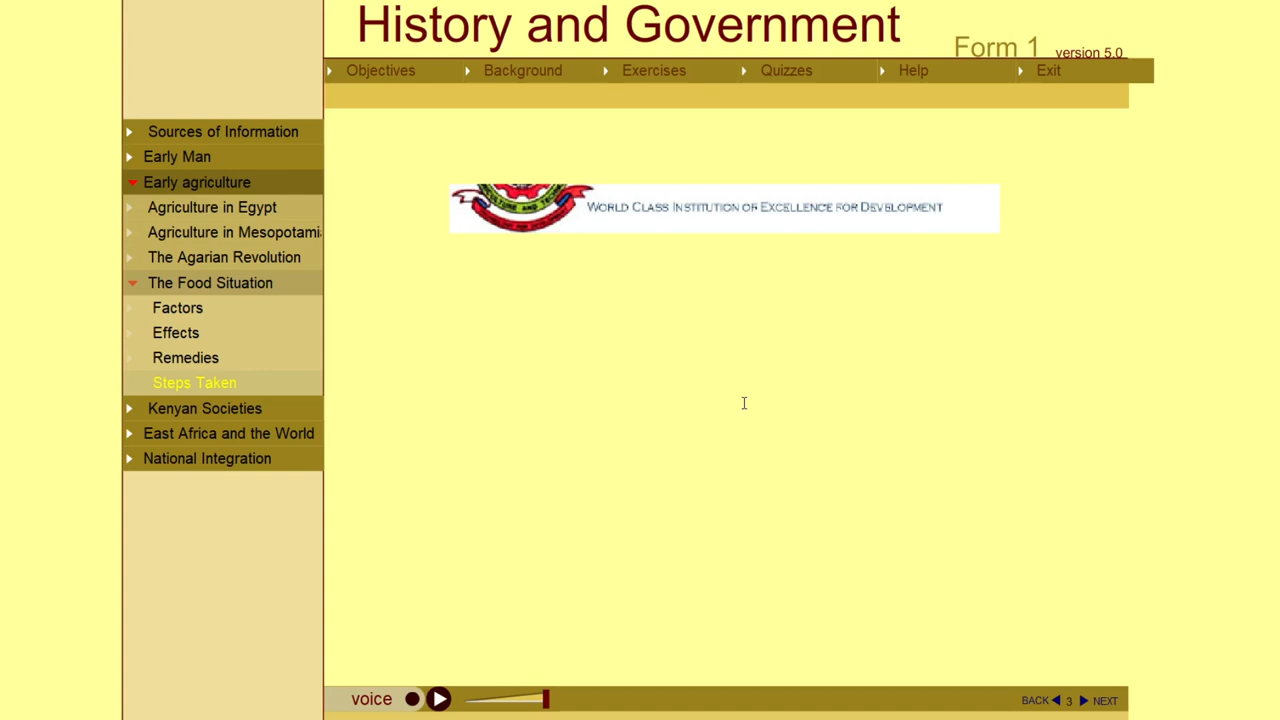 History and Government
Form 1 version 5.0
Objectives Background Exercises Quizzes Help Exit
Sources of Information
Early Man
Early agriculture
Agriculture in Egypt
Agriculture in Mesopotami
The Agarian Revolution
The Food Situation
Factors
Effects
Remedies
Steps Taken
Kenyan Societies
East Africa and the World
National Integration
WORLD CLASS INSTITUTION OF EXCELLENCE FOR DEVELOPMENT
voice
BACK 3 NEXT